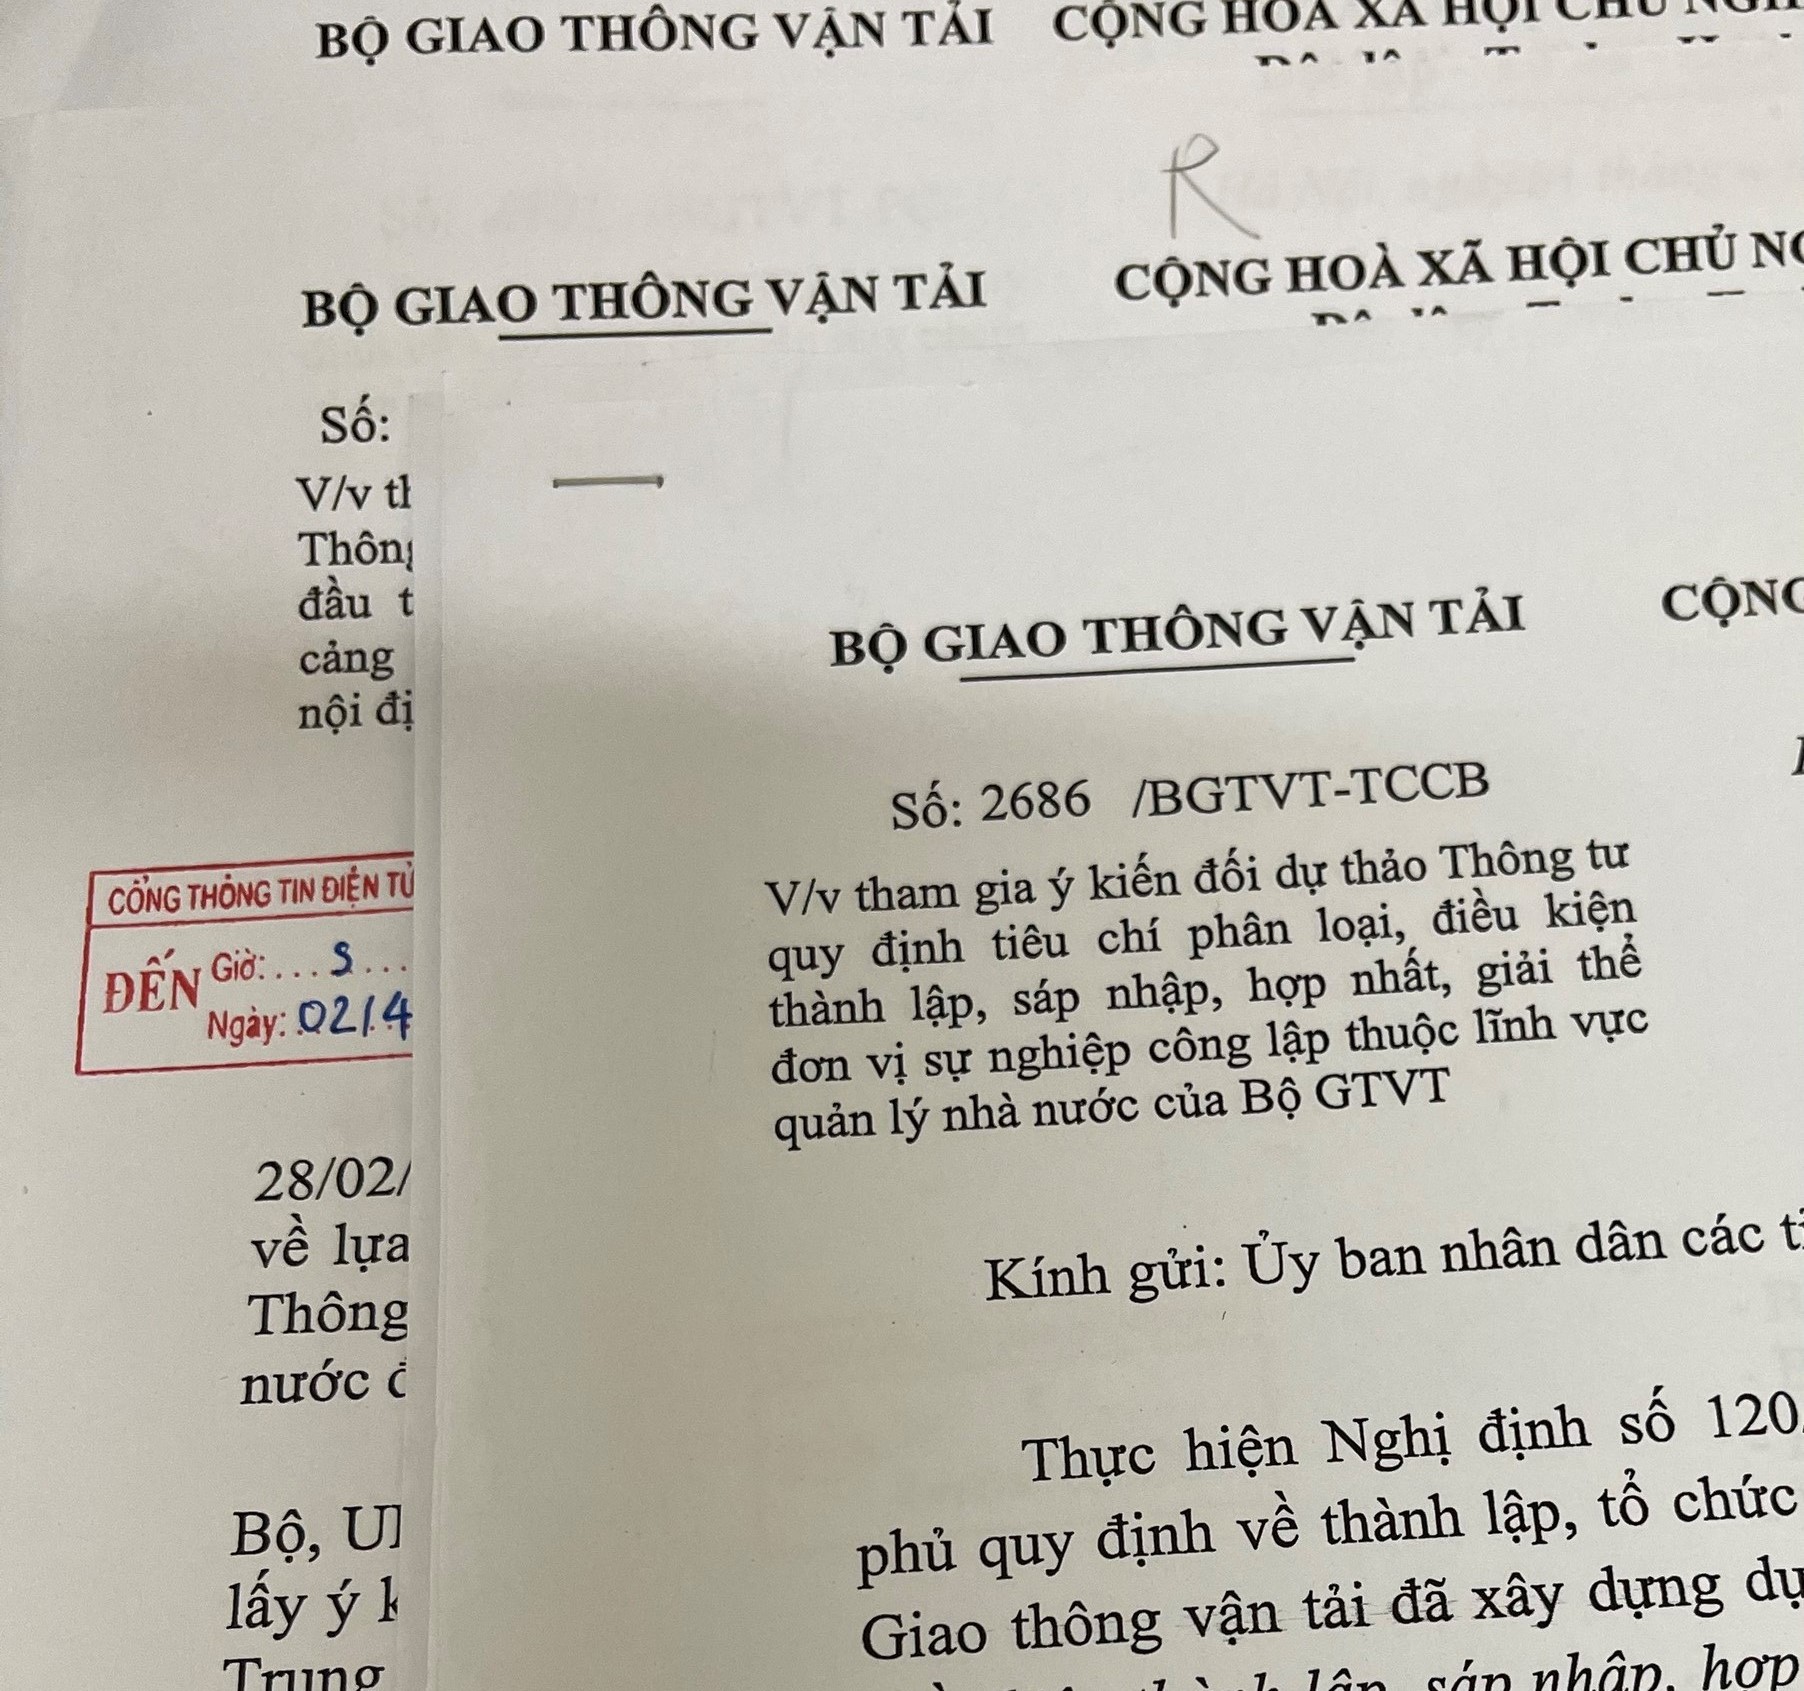 BỘ GIAO THÔNG VẬN TẢI CỘNG HOÀ XÃ HỘI CHỦ
R
BỘ GIAO THÔNG VẬN TẢI CỘNG HOÀ XÃ HỘI CHỦ
Số:
V/v
đầu
cảng
nội
CỔNG THÔNG TIN ĐIỆN TỬ
ĐẾN Giờ:...S...
Ngày: 02/4
28/02/
về lựa
Thông
nước
Bộ,
lấy ý
Trung
BỘ GIAO THÔNG VẬN TẢI CỘNG
Số: 2686 /BGTVT-TCCB
V/v tham gia ý kiến đối dự thảo Thông tư
quy định tiêu chí phân loại, điều kiện
thành lập, sáp nhập, hợp nhất, giải thể
đơn vị sự nghiệp công lập thuộc lĩnh vực
quản lý nhà nước của Bộ GTVT
Kính gửi: Ủy ban nhân dân các
Thực hiện Nghị định số 120
phủ quy định về thành lập, tổ chức
Giao thông vận tải đã xây dựng
lập, sáp nhập, hợp